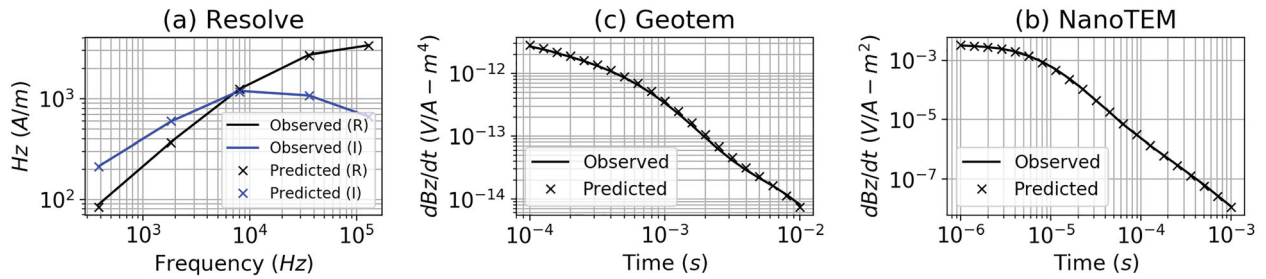 (a) Resolve
Hz (A/m)
10³
10²
Observed (R)
Observed (I)
Predicted (R)
Predicted (I)
10³ 10⁴ 10⁵
Frequency (Hz)
(c) Geotem
dBz/dt (V/A − m⁴)
10⁻¹²
10⁻¹³
10⁻¹⁴
Observed
Predicted
10⁻⁴ 10⁻³ 10⁻²
Time (s)
(b) NanoTEM
dBz/dt (V/A − m²)
10⁻³
10⁻⁵
10⁻⁷
Observed
Predicted
10⁻⁶ 10⁻⁵ 10⁻⁴ 10⁻³
Time (s)